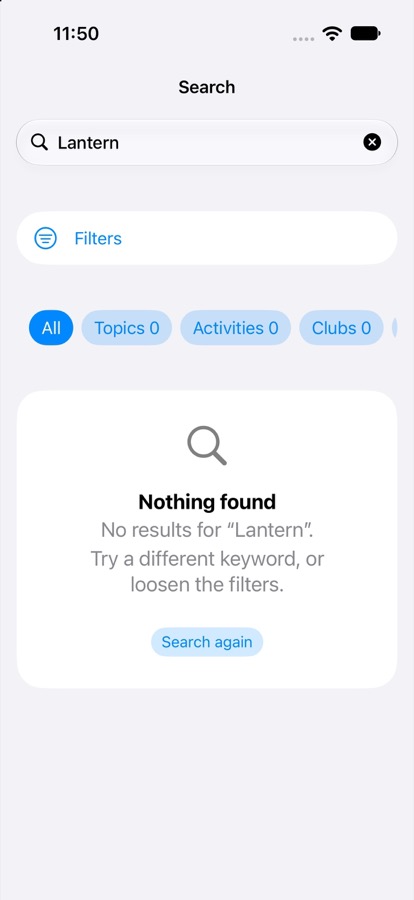 11:50
Search
Lantern
Filters
All
Topics 0
Activities 0
Clubs 0
Nothing found
No results for “Lantern”.
Try a different keyword, or
loosen the filters.
Search again